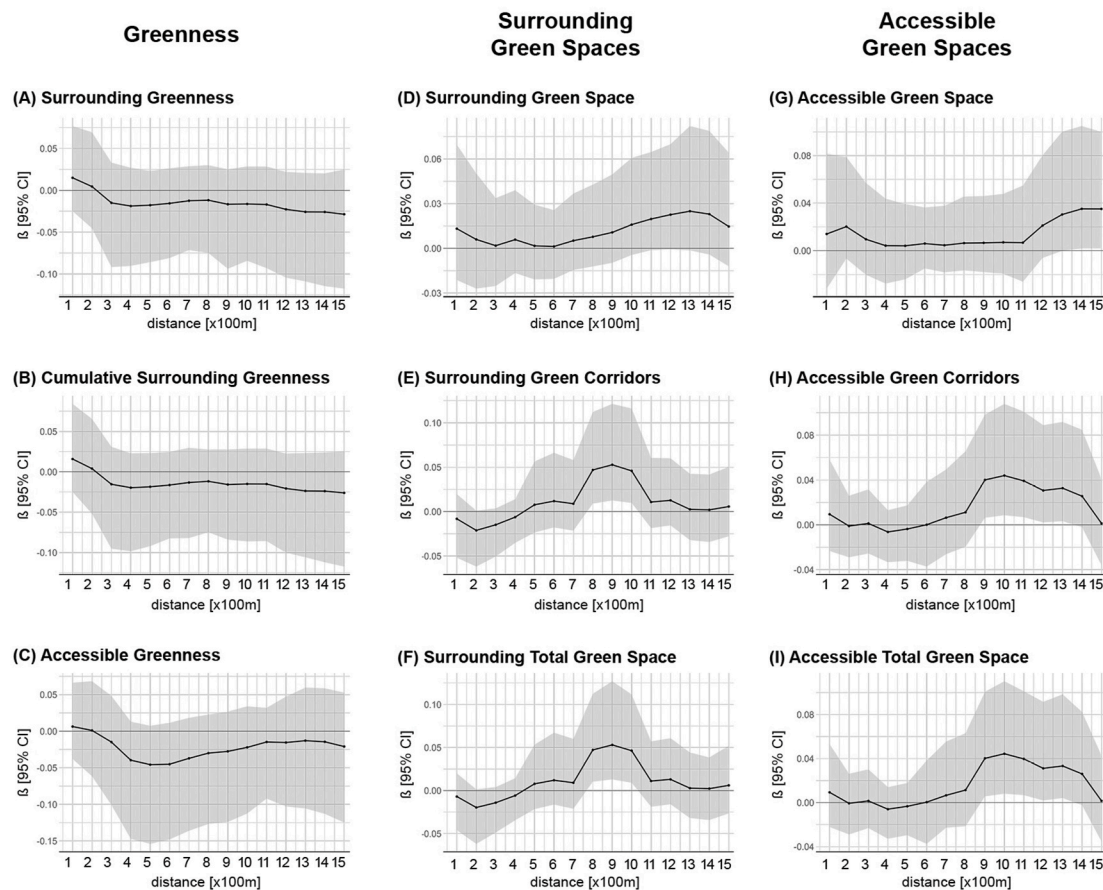 Greenness
Surrounding
Green Spaces
Accessible
Green Spaces
(A) Surrounding Greenness
0.05
0.00
-0.05
-0.10
ß [95% CI]
1 2 3 4 5 6 7 8 9 10 11 12 13 14 15
distance [x100m]
(D) Surrounding Green Space
0.06
0.03
0.00
-0.03
ß [95% CI]
1 2 3 4 5 6 7 8 9 10 11 12 13 14 15
distance [x100m]
(G) Accessible Green Space
0.08
0.04
0.00
ß [95% CI]
1 2 3 4 5 6 7 8 9 10 11 12 13 14 15
distance [x100m]
(B) Cumulative Surrounding Greenness
0.05
0.00
-0.05
-0.10
ß [95% CI]
1 2 3 4 5 6 7 8 9 10 11 12 13 14 15
distance [x100m]
(E) Surrounding Green Corridors
0.10
0.05
0.00
-0.05
ß [95% CI]
1 2 3 4 5 6 7 8 9 10 11 12 13 14 15
distance [x100m]
(H) Accessible Green Corridors
0.08
0.04
0.00
-0.04
ß [95% CI]
1 2 3 4 5 6 7 8 9 10 11 12 13 14 15
distance [x100m]
(C) Accessible Greenness
0.05
0.00
-0.05
-0.10
-0.15
ß [95% CI]
1 2 3 4 5 6 7 8 9 10 11 12 13 14 15
distance [x100m]
(F) Surrounding Total Green Space
0.10
0.05
0.00
-0.05
ß [95% CI]
1 2 3 4 5 6 7 8 9 10 11 12 13 14 15
distance [x100m]
(I) Accessible Total Green Space
0.08
0.04
0.00
-0.04
ß [95% CI]
1 2 3 4 5 6 7 8 9 10 11 12 13 14 15
distance [x100m]